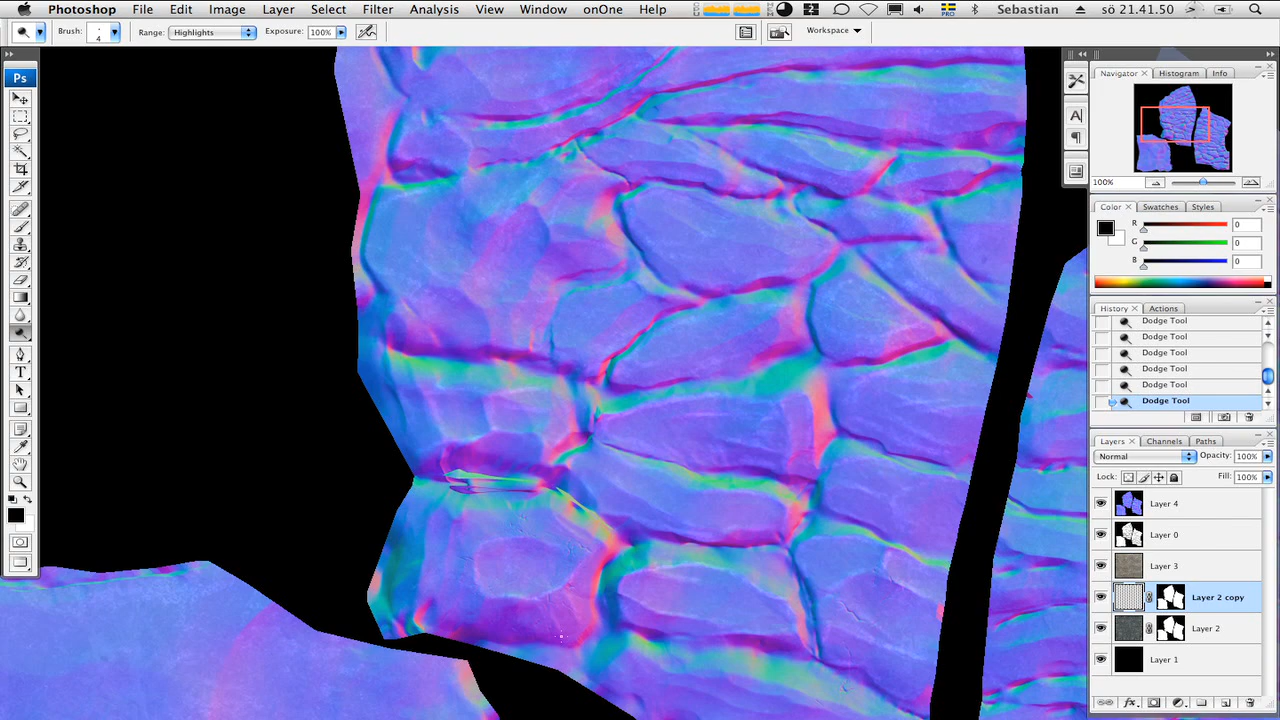 Photoshop File Edit Image Layer Select Filter Analysis View Window onOne Help PRO Sebastian sö 21.41.50
Brush: 4 Range: Highlights Exposure: 100% Workspace
Ps
Navigator Histogram Info
100%
Color Swatches Styles
R 0
G 0
B 0
History Actions
Dodge Tool
Dodge Tool
Dodge Tool
Dodge Tool
Dodge Tool
Dodge Tool
Layers Channels Paths
Normal Opacity: 100%
Lock: Fill: 100%
Layer 4
Layer 0
Layer 3
Layer 2 copy
Layer 2
Layer 1